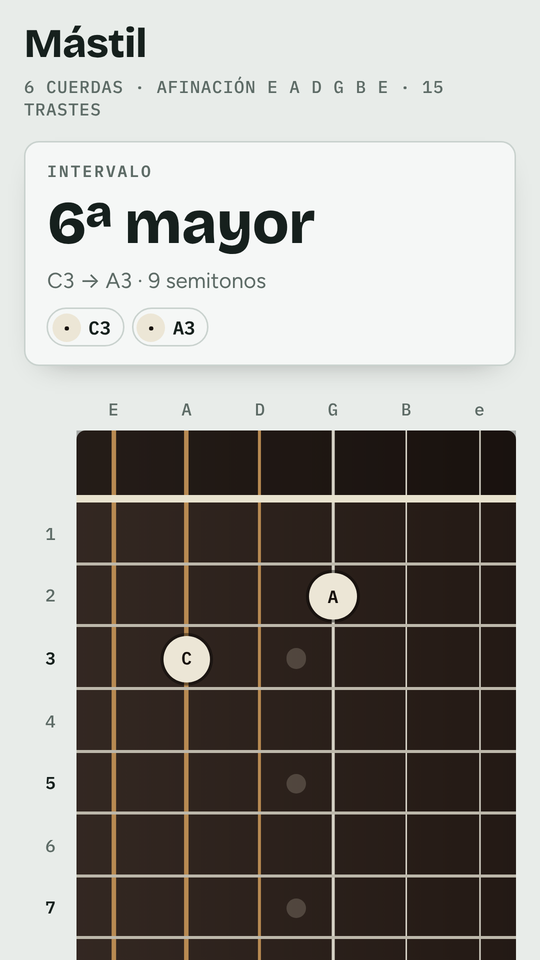 Mástil
6 CUERDAS · AFINACIÓN E A D G B E · 15
TRASTES
INTERVALO
6ª mayor
C3 → A3 · 9 semitonos
C3 A3
E A D G B e
1
2 A
3 C
4
5
6
7